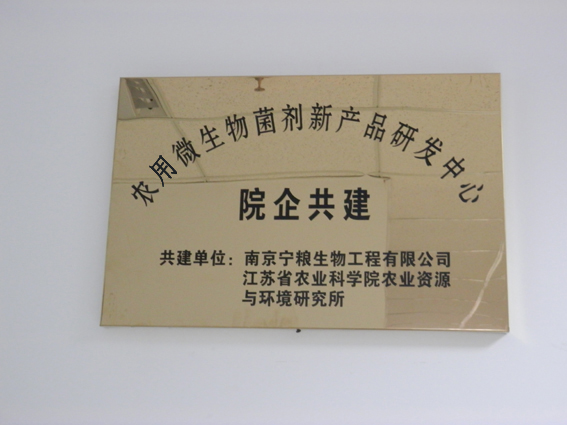 农用微生物菌剂新产品研发中心
院企共建
共建单位：南京宁粮生物工程有限公司
江苏省农业科学院农业资源
与环境研究所